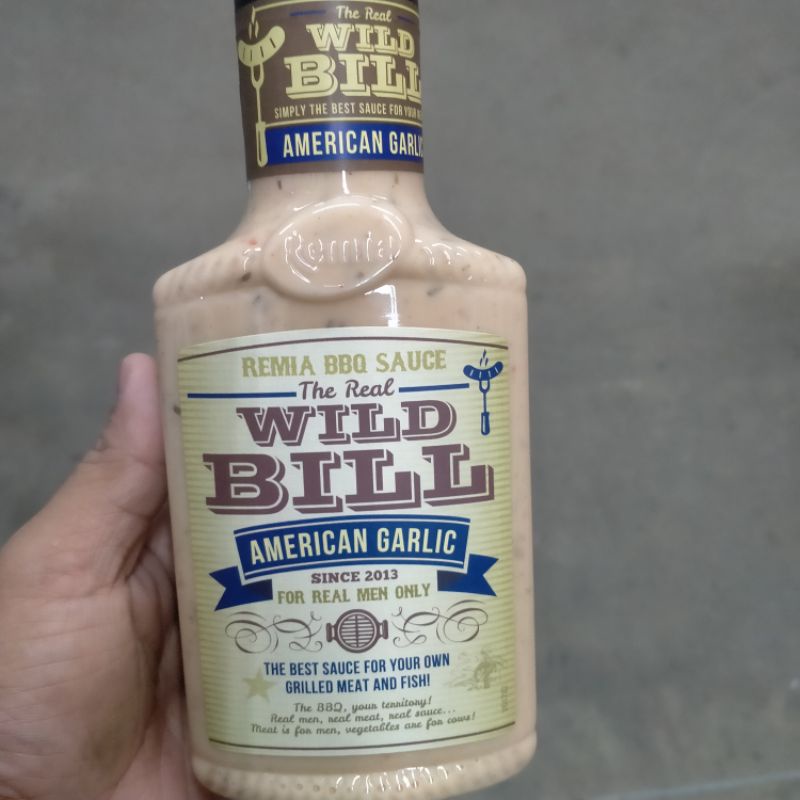 The Real
WILD
BILL
SIMPLY THE BEST SAUCE FOR YOUR
AMERICAN GARLIC
Remia
REMIA BBQ SAUCE
The Real
WILD
BILL
AMERICAN GARLIC
SINCE 2013
FOR REAL MEN ONLY
THE BEST SAUCE FOR YOUR OWN
GRILLED MEAT AND FISH!
The BBQ, your territory!
Real men, real meat, real sauce...
Meat is for men, vegetables are for cows!